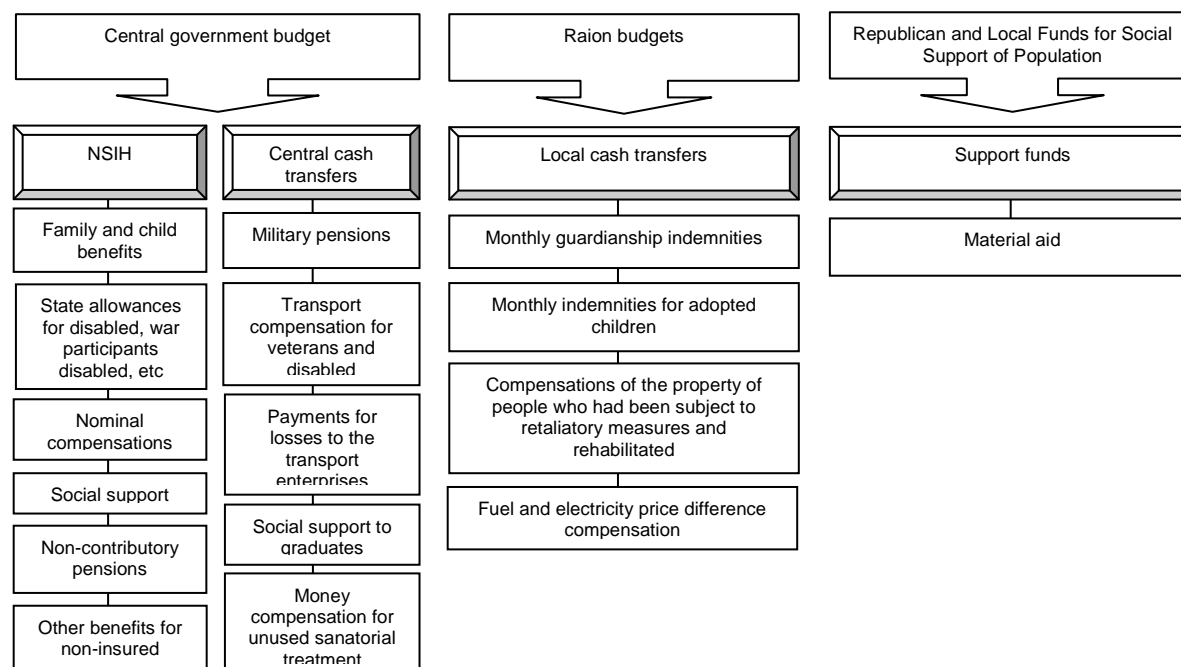 Central government budget
Raion budgets
Republican and Local Funds for Social
Support of Population
NSIH
Central cash
transfers
Local cash transfers
Support funds
Family and child
benefits
State allowances
for disabled, war
participants
disabled, etc
Nominal
compensations
Social support
Non-contributory
pensions
Other benefits for
non-insured
Military pensions
Transport
compensation for
veterans and
disabled
Payments for
losses to the
transport
enterprises
Social support to
graduates
Money
compensation for
unused sanatorial
treatment
Monthly guardianship indemnities
Monthly indemnities for adopted
children
Compensations of the property of
people who had been subject to
retaliatory measures and
rehabilitated
Fuel and electricity price difference
compensation
Material aid